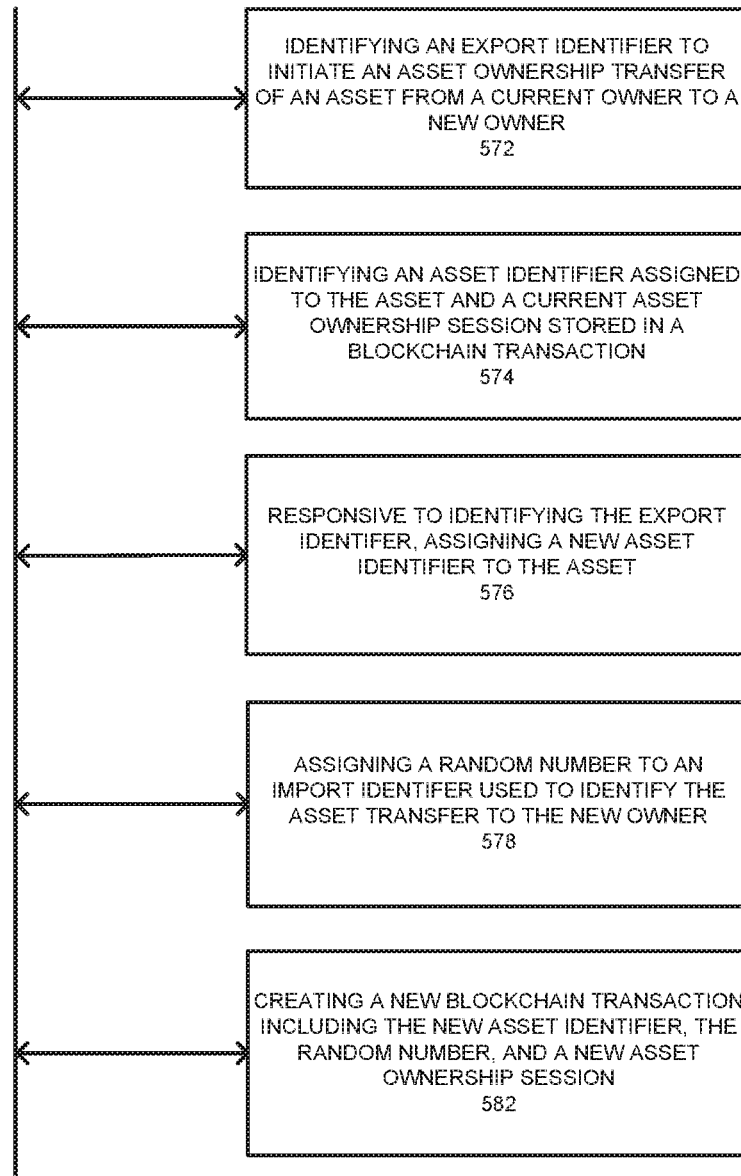 IDENTIFYING AN EXPORT IDENTIFIER TO
INITIATE AN ASSET OWNERSHIP TRANSFER
OF AN ASSET FROM A CURRENT OWNER TO A
NEW OWNER
572
IDENTIFYING AN ASSET IDENTIFIER ASSIGNED
TO THE ASSET AND A CURRENT ASSET
OWNERSHIP SESSION STORED IN A
BLOCKCHAIN TRANSACTION
574
RESPONSIVE TO IDENTIFYING THE EXPORT
IDENTIFER, ASSIGNING A NEW ASSET
IDENTIFIER TO THE ASSET
576
ASSIGNING A RANDOM NUMBER TO AN
IMPORT IDENTIFER USED TO IDENTIFY THE
ASSET TRANSFER TO THE NEW OWNER
578
CREATING A NEW BLOCKCHAIN TRANSACTION
INCLUDING THE NEW ASSET IDENTIFIER, THE
RANDOM NUMBER, AND A NEW ASSET
OWNERSHIP SESSION
582